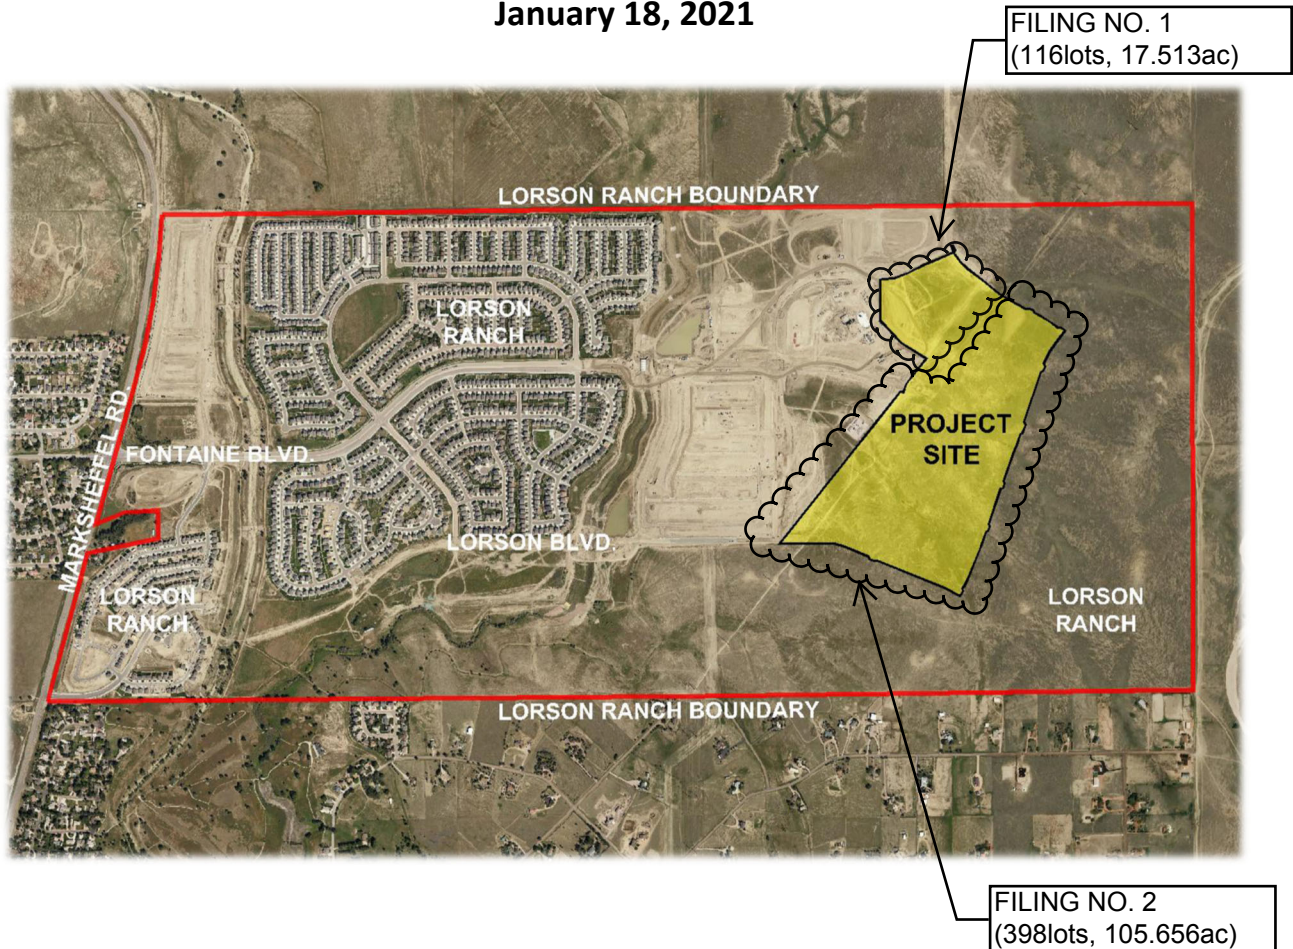 January 18, 2021
FILING NO. 1
(116lots, 17.513ac)
LORSON RANCH BOUNDARY
LORSON
RANCH
PROJECT
SITE
MARKSHEFFEL RD.
FONTAINE BLVD.
LORSON BLVD.
LORSON
RANCH
LORSON
RANCH
LORSON RANCH BOUNDARY
FILING NO. 2
(398lots, 105.656ac)